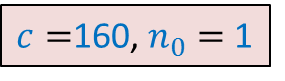 c =160, n₀ = 1